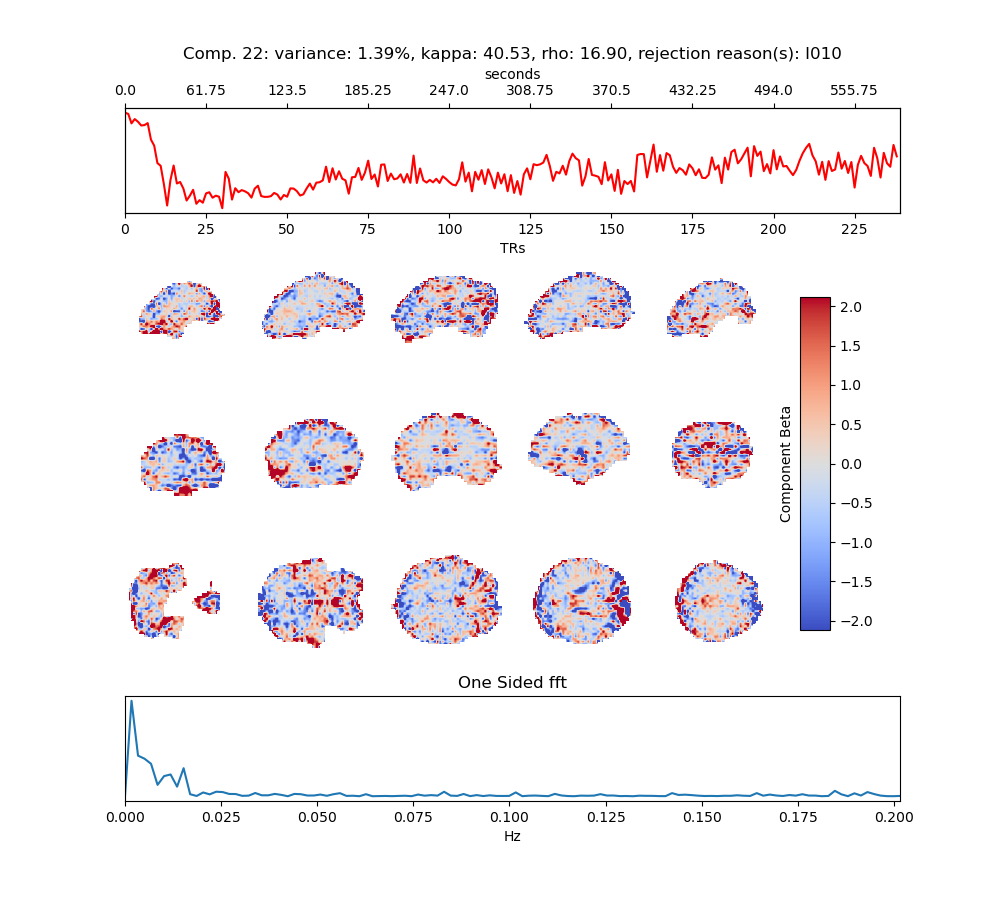 Comp. 22: variance: 1.39%, kappa: 40.53, rho: 16.90, rejection reason(s): I010
seconds
0.0 61.75 123.5 185.25 247.0 308.75 370.5 432.25 494.0 555.75
0 25 50 75 100 125 150 175 200 225
TRs
2.0
1.5
1.0
0.5
0.0
−0.5
−1.0
−1.5
−2.0
Component Beta
One Sided fft
0.000 0.025 0.050 0.075 0.100 0.125 0.150 0.175 0.200
Hz